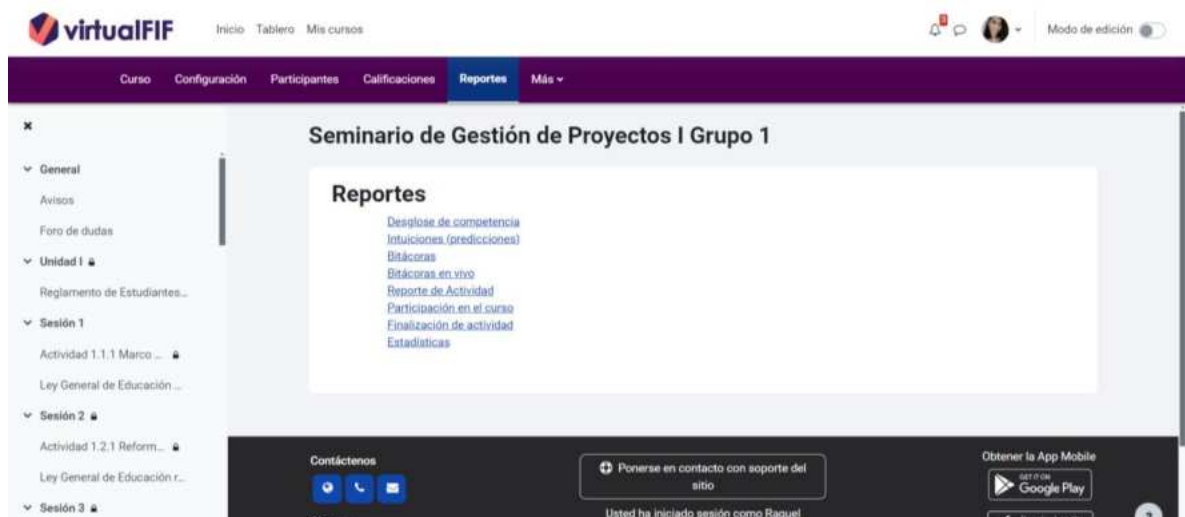 virtualFIF
Inicio Tablero Mis cursos
Modo de edición
Curso Configuración Participantes Calificaciones Reportes Más
General
Avisos
Foro de dudas
Unidad I
Reglamento de Estudiantes...
Sesión 1
Actividad 1.1.1 Marco ...
Ley General de Educación ...
Sesión 2
Actividad 1.2.1 Reform...
Ley General de Educación r...
Sesión 3
Seminario de Gestión de Proyectos I Grupo 1
Reportes
Desglose de competencia
Intuiciones (predicciones)
Bitácoras
Bitácoras en vivo
Reporte de Actividad
Participación en el curso
Finalización de actividad
Estadísticas
Contáctenos
Ponerse en contacto con soporte del
sitio
Usted ha iniciado sesión como Raquel
Obtener la App Mobile
GET IT ON
Google Play
?